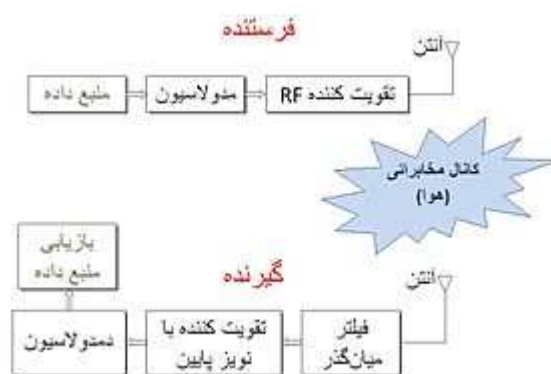 فرستنده
آنتن
منبع داده
مدولاسیون
تقویت کننده RF
کانال مخابراتی
(هوا)
گیرنده
آنتن
بازیابی
منبع داده
دمدولاسیون
تقویت کننده با
نویز پایین
فیلتر
میان‌گذر